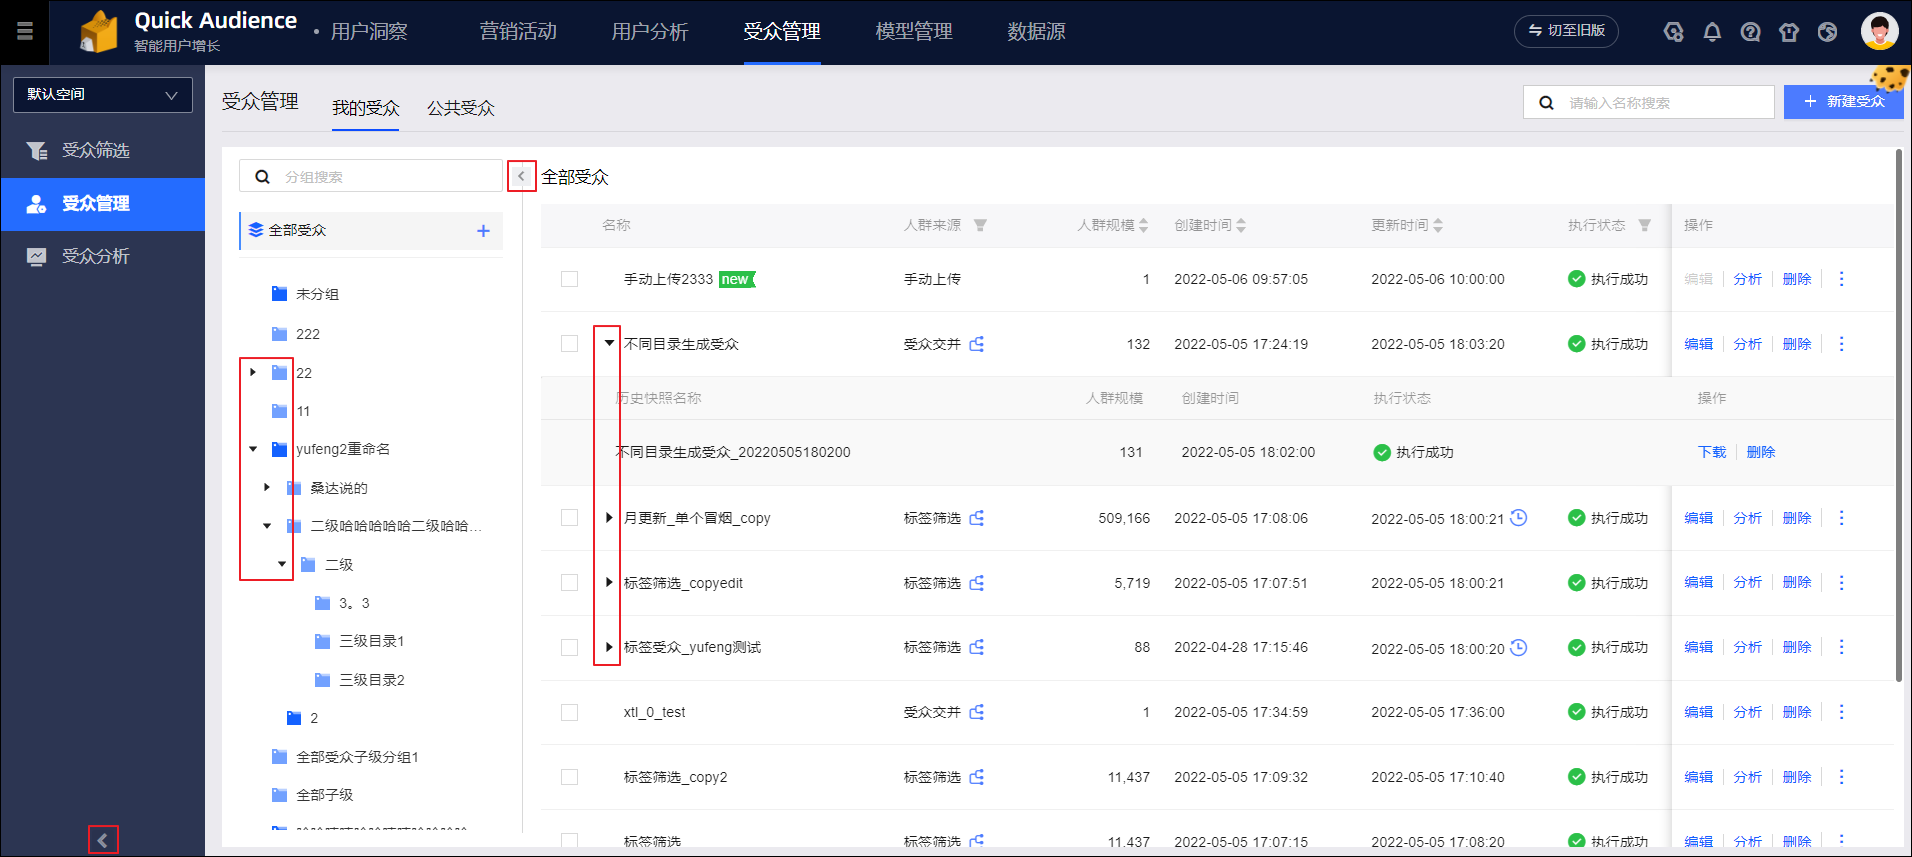 Quick Audience
智能用户增长
用户洞察
营销活动
用户分析
受众管理
模型管理
数据源
切至旧版
默认空间
受众筛选
受众管理
受众分析
受众管理
我的受众
公共受众
请输入名称搜索
新建受众
分组搜索
全部受众
未分组
222
22
11
yufeng2重命名
桑达说的
二级哈哈哈哈哈二级哈哈...
二级
3。3
三级目录1
三级目录2
2
全部受众子级分组1
全部子级
全部受众
名称 人群来源 人群规模 创建时间 更新时间 执行状态 操作
手动上传2333 new 手动上传 1 2022-05-06 09:57:05 2022-05-06 10:00:00 执行成功 编辑 分析 删除
不同目录生成受众 受众交并 132 2022-05-05 17:24:19 2022-05-05 18:03:20 执行成功 编辑 分析 删除
历史快照名称 人群规模 创建时间 执行状态 操作
不同目录生成受众_20220505180200 131 2022-05-05 18:02:00 执行成功 下载 删除
月更新_单个冒烟_copy 标签筛选 509,166 2022-05-05 17:08:06 2022-05-05 18:00:21 执行成功 编辑 分析 删除
标签筛选_copyedit 标签筛选 5,719 2022-05-05 17:07:51 2022-05-05 18:00:21 执行成功 编辑 分析 删除
标签受众_yufeng测试 标签筛选 88 2022-04-28 17:15:46 2022-05-05 18:00:20 执行成功 编辑 分析 删除
xtl_0_test 受众交并 1 2022-05-05 17:34:59 2022-05-05 17:36:00 执行成功 编辑 分析 删除
标签筛选_copy2 标签筛选 11,437 2022-05-05 17:09:32 2022-05-05 17:10:40 执行成功 编辑 分析 删除
标签筛选 标签筛选 11,437 2022-05-05 17:07:15 2022-05-05 17:08:20 执行成功 编辑 分析 删除